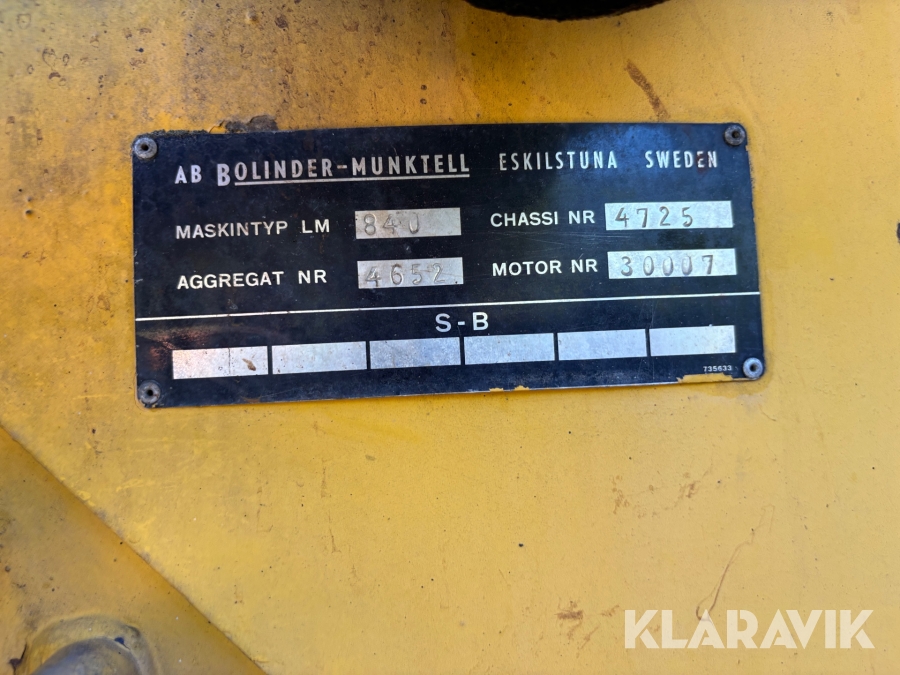 AB BOLINDER-MUNKTELL ESKILSTUNA SWEDEN
MASKINTYP LM 840 CHASSI NR 4725
AGGREGAT NR 4652 MOTOR NR 30007
S-B
735633
KLARAVIK